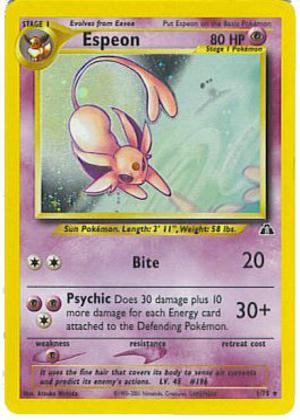 STAGE 1
Evolves from Eevee
Put Espeon on the Basic Pokémon
Espeon
80 HP
Stage 1 Pokémon
Sun Pokémon. Length: 2' 11", Weight: 58 lbs.
Bite 20
Psychic Does 30 damage plus 10
more damage for each Energy card
attached to the Defending Pokémon.
30+
weakness
resistance
retreat cost
It uses the fine hair that covers its body to sense air currents
and predict its enemy's actions. LV. 45 #196
Illus. Atsuko Nishida
1/75